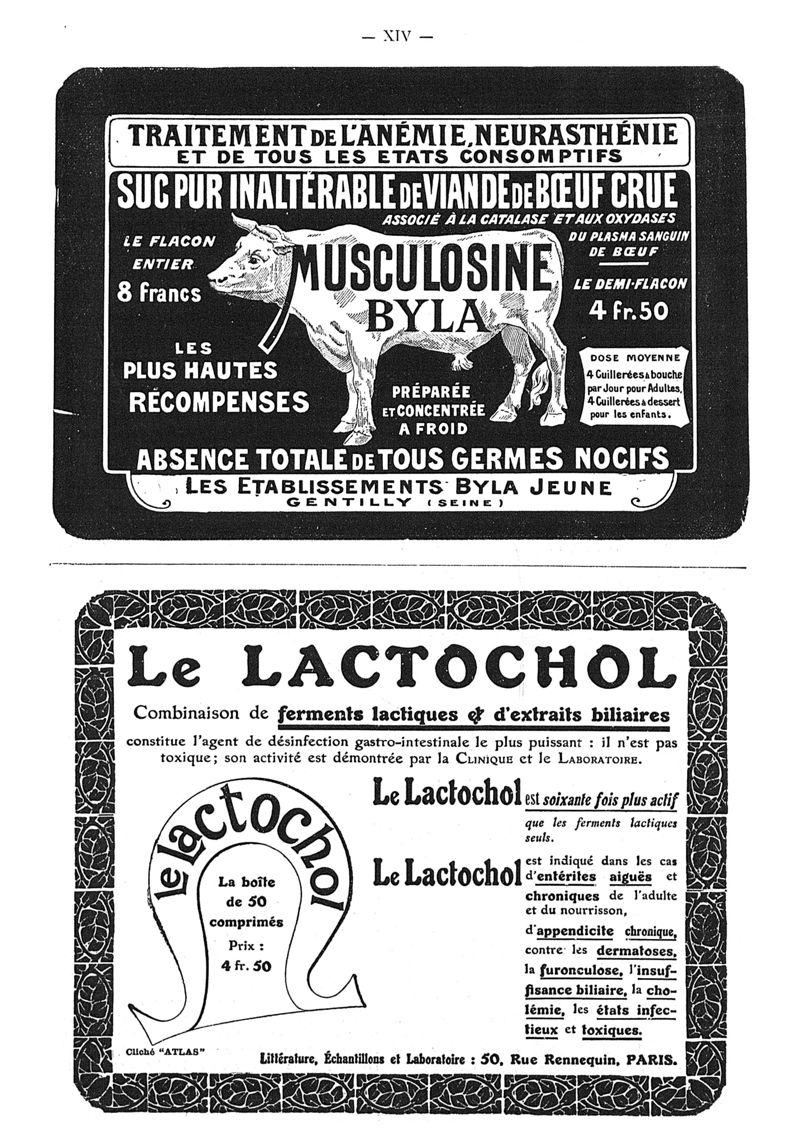 — XIV —
TRAITEMENT DE L'ANÉMIE, NEURASTHÉNIE
ET DE TOUS LES ETATS CONSOMPTIFS
SUC PUR INALTÉRABLE DE VIANDE DE BŒUF CRUE
ASSOCIÉ À LA CATALASE ET AUX OXYDASES
DU PLASMA SANGUIN
DE BŒUF
LE FLACON
ENTIER
8 francs
MUSCULOSINE
BYLA
LE DEMI-FLACON
4 Fr. 50
LES
PLUS HAUTES
RÉCOMPENSES
PRÉPARÉE
ET CONCENTRÉE
A FROID
DOSE MOYENNE
4 Cuillerées à bouche
par Jour pour Adultes,
4 Cuillerées à dessert
pour les enfants.
ABSENCE TOTALE DE TOUS GERMES NOCIFS
LES ETABLISSEMENTS BYLA JEUNE
GENTILLY (SEINE)
Le LACTOCHOL
Combinaison de ferments lactiques & d'extraits biliaires
constitue l'agent de désinfection gastro-intestinale le plus puissant : il n'est pas
toxique ; son activité est démontrée par la CLINIQUE et le LABORATOIRE.
le lactochol
La boîte
de 50
comprimés
Prix :
4 fr. 50
Le Lactochol est soixante fois plus actif
que les ferments lactiques
seuls.
Le Lactochol est indiqué dans les cas
d'entérites aiguës et
chroniques de l'adulte
et du nourrisson,
d'appendicite chronique,
contre les dermatoses,
la furonculose, l'insuf-
fisance biliaire, la cho-
lémie, les états infec-
tieux et toxiques.
Cliché "ATLAS"
Littérature, Échantillons et Laboratoire : 50, Rue Rennequin, PARIS.